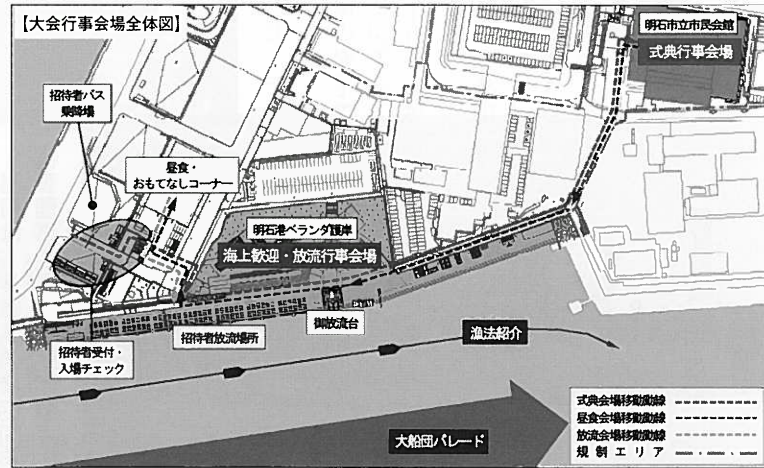 【大会行事会場全体図】
明石市立市民会館
式典行事会場
招待者バス
乗降場
昼食・
おもてなしコーナー
明石港ベランダ護岸
海上歓迎・放流行事会場
招待者放流場所
御放流台
招待者受付・
入場チェック
漁法紹介
大船団パレード
式典会場移動動線
昼食会場移動動線
放流会場移動動線
規制エリア